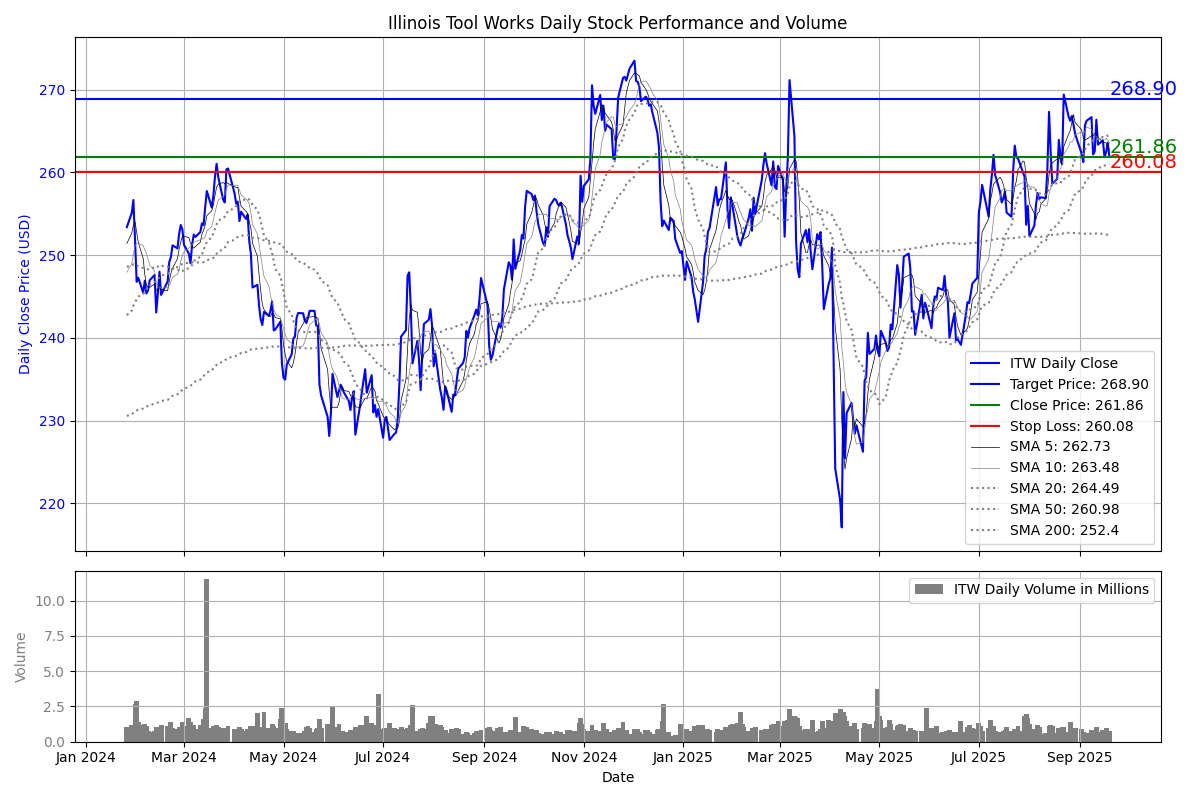 Illinois Tool Works Daily Stock Performance and Volume
Daily Close Price (USD)
270
260
250
240
230
220
268.90
261.86
260.08
ITW Daily Close
Target Price: 268.90
Close Price: 261.86
Stop Loss: 260.08
SMA 5: 262.73
SMA 10: 263.48
SMA 20: 264.49
SMA 50: 260.98
SMA 200: 252.4
Volume
10.0
7.5
5.0
2.5
0.0
ITW Daily Volume in Millions
Jan 2024 Mar 2024 May 2024 Jul 2024 Sep 2024 Nov 2024 Jan 2025 Mar 2025 May 2025 Jul 2025 Sep 2025
Date